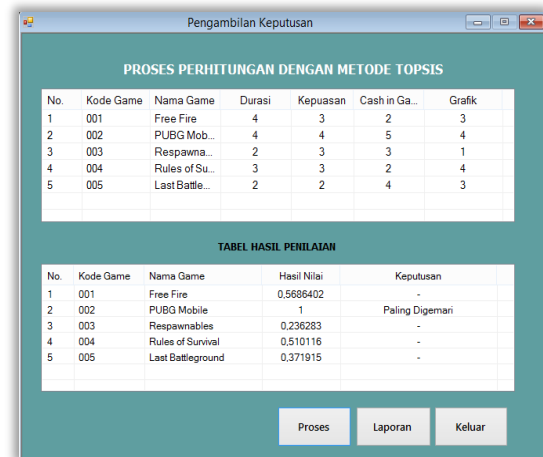 Pengambilan Keputusan
PROSES PERHITUNGAN DENGAN METODE TOPSIS
No. Kode Game Nama Game Durasi Kepuasan Cash in Ga... Grafik
1 001 Free Fire 4 3 2 3
2 002 PUBG Mob... 4 4 5 4
3 003 Respawna... 2 3 3 1
4 004 Rules of Su... 3 3 2 4
5 005 Last Battle... 2 2 4 3
TABEL HASIL PENILAIAN
No. Kode Game Nama Game Hasil Nilai Keputusan
1 001 Free Fire 0,5686402 -
2 002 PUBG Mobile 1 Paling Digemari
3 003 Respawnables 0,236283 -
4 004 Rules of Survival 0,510116 -
5 005 Last Battleground 0,371915 -
Proses Laporan Keluar